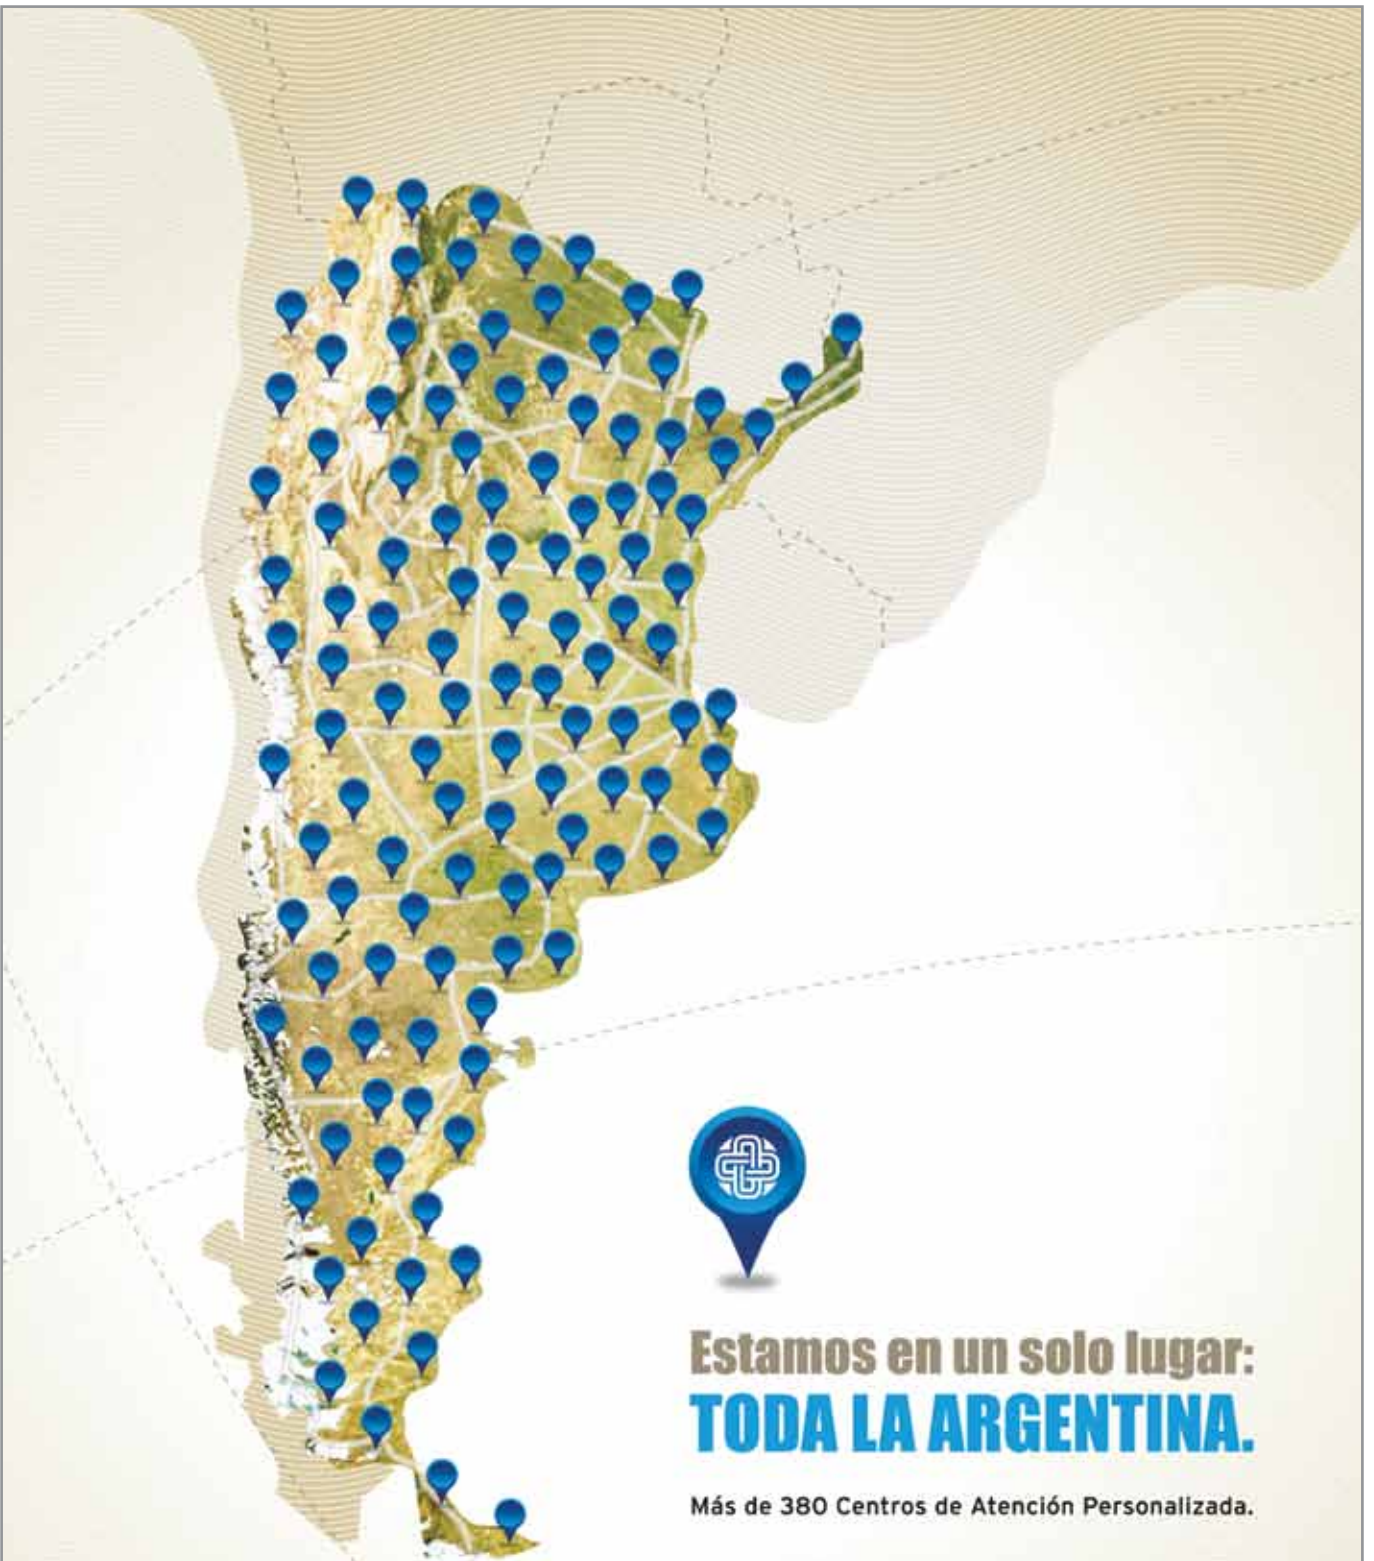 Estamos en un solo lugar:
TODA LA ARGENTINA.
Más de 380 Centros de Atención Personalizada.